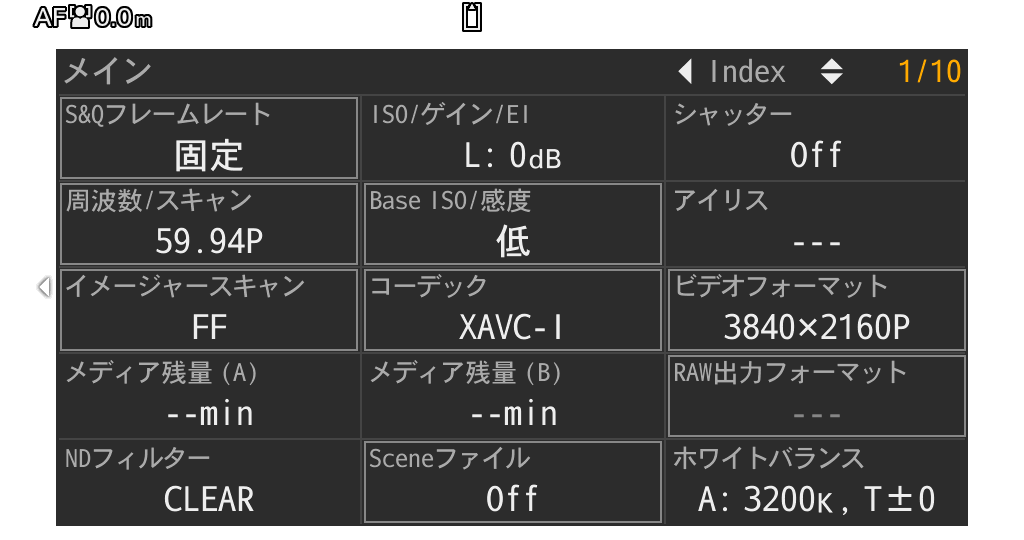 AF 0.0m
メイン Index 1/10
S&Qフレームレート ISO/ゲイン/EI シャッター
固定 L: 0dB Off
周波数/スキャン Base ISO/感度 アイリス
59.94P 低 ---
イメージャースキャン コーデック ビデオフォーマット
FF XAVC-I 3840×2160P
メディア残量(A) メディア残量(B) RAW出力フォーマット
--min --min ---
NDフィルター Sceneファイル ホワイトバランス
CLEAR Off A: 3200K, T±0